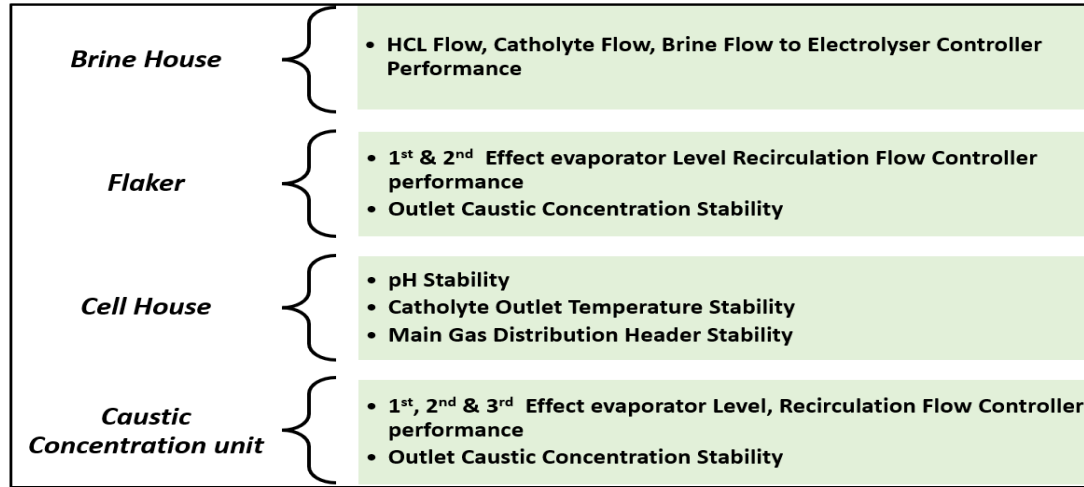 Brine House
• HCL Flow, Catholyte Flow, Brine Flow to Electrolyser Controller
Performance
Flaker
• 1st & 2nd Effect evaporator Level Recirculation Flow Controller
performance
• Outlet Caustic Concentration Stability
Cell House
• pH Stability
• Catholyte Outlet Temperature Stability
• Main Gas Distribution Header Stability
Caustic
Concentration unit
• 1st, 2nd & 3rd Effect evaporator Level, Recirculation Flow Controller
performance
• Outlet Caustic Concentration Stability